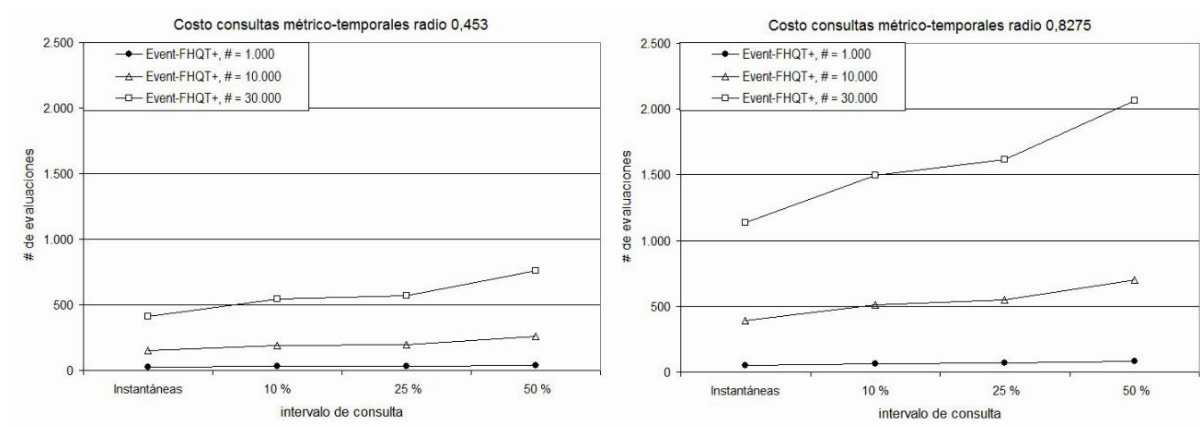 Costo consultas métrico-temporales radio 0,453
2.500
2.000
1.500
1.000
500
0
# de evaluaciones
Event-FHQT+, # = 1.000
Event-FHQT+, # = 10.000
Event-FHQT+, # = 30.000
Instantáneas
10 %
25 %
50 %
intervalo de consulta
Costo consultas métrico-temporales radio 0,8275
2.500
2.000
1.500
1.000
500
0
# de evaluaciones
Event-FHQT+, # = 1.000
Event-FHQT+, # = 10.000
Event-FHQT+, # = 30.000
Instantáneas
10 %
25 %
50 %
intervalo de consulta